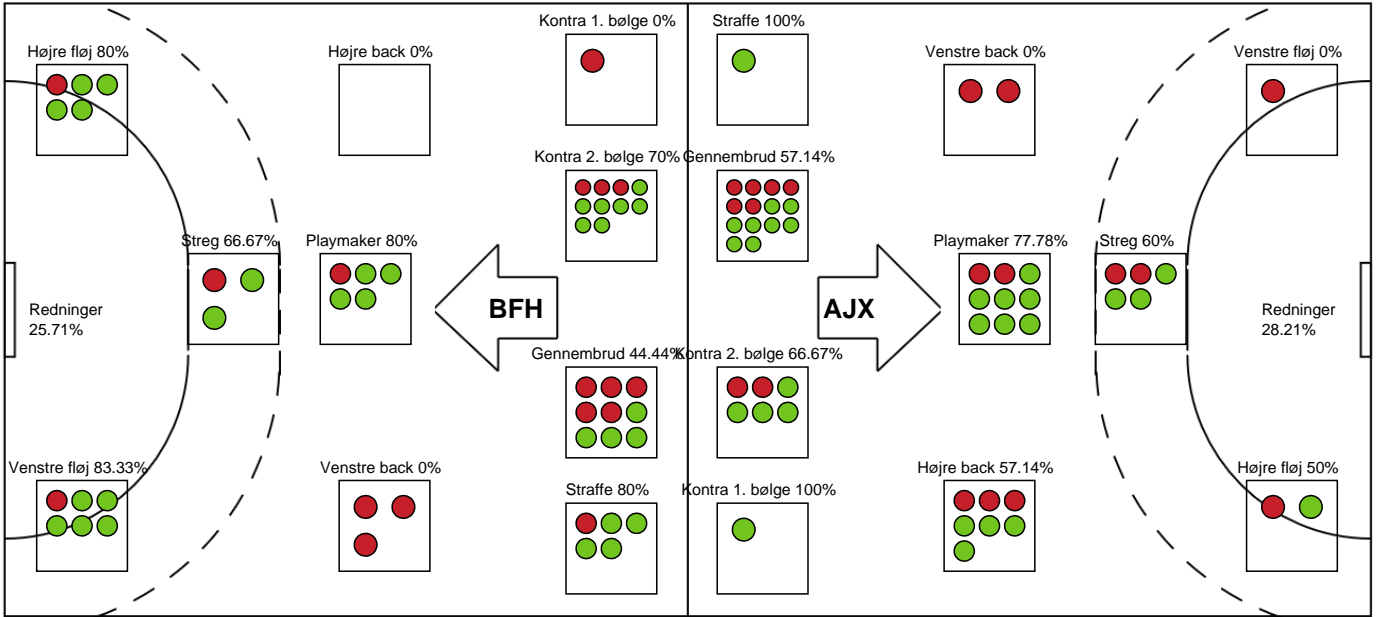 Kontra 1. bølge 0%
Straffe 100%
Højre fløj 80%
Højre back 0%
Venstre back 0%
Venstre fløj 0%
Kontra 2. bølge 70%
Gennembrud 57.14%
Streg 66.67%
Playmaker 80%
Playmaker 77.78%
Streg 60%
Redninger
25.71%
BFH
AJX
Redninger
28.21%
Gennembrud 44.44%
Kontra 2. bølge 66.67%
Venstre fløj 83.33%
Venstre back 0%
Straffe 80%
Kontra 1. bølge 100%
Højre back 57.14%
Højre fløj 50%